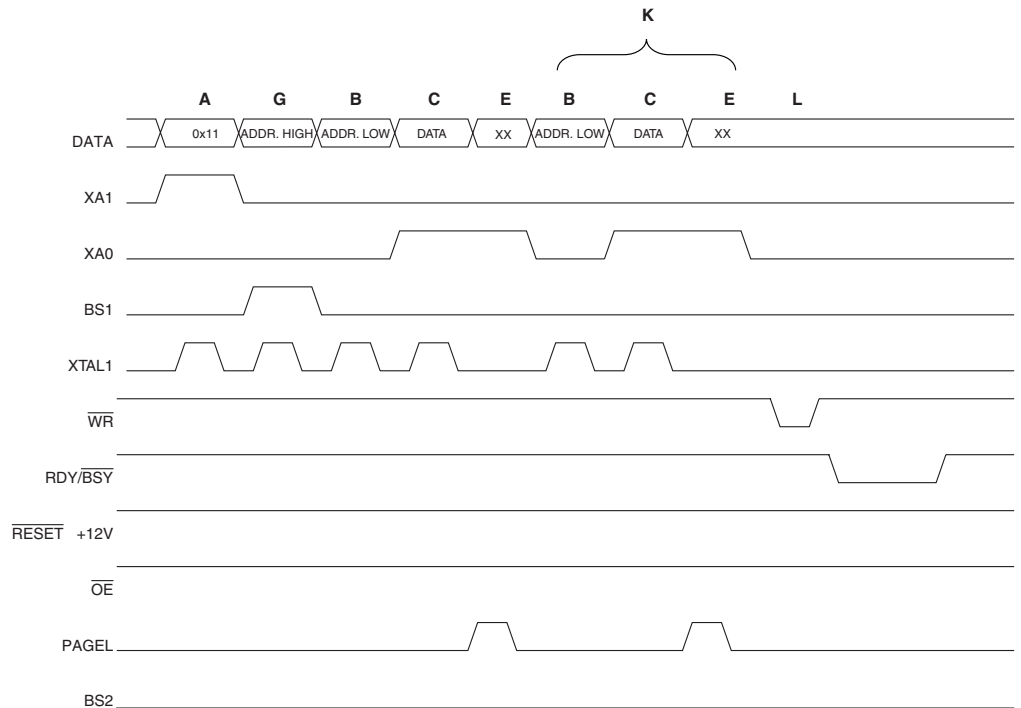 K
A G B C E B C E L
DATA 0x11 ADDR. HIGH ADDR. LOW DATA XX ADDR. LOW DATA XX
XA1
XA0
BS1
XTAL1
WR
RDY/BSY
RESET +12V
OE
PAGEL
BS2